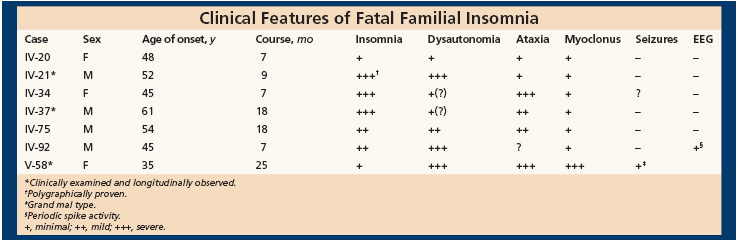 Clinical Features of Fatal Familial Insomnia
Case Sex Age of onset, y Course, mo Insomnia Dysautonomia Ataxia Myoclonus Seizures EEG
IV-20 F 48 7 + + + + – –
IV-21* M 52 9 +++† +++ + + – –
IV-34 F 45 7 +++ +(?) +++ + ? –
IV-37* M 61 18 +++ +(?) ++ + – –
IV-75 M 54 18 ++ ++ ++ + – –
IV-92 M 45 7 ++ +++ ? + – +§
V-58* F 35 25 + +++ +++ +++ +‡
*Clinically examined and longitudinally observed.
†Polygraphically proven.
‡Grand mal type.
§Periodic spike activity.
+, minimal; ++, mild; +++, severe.